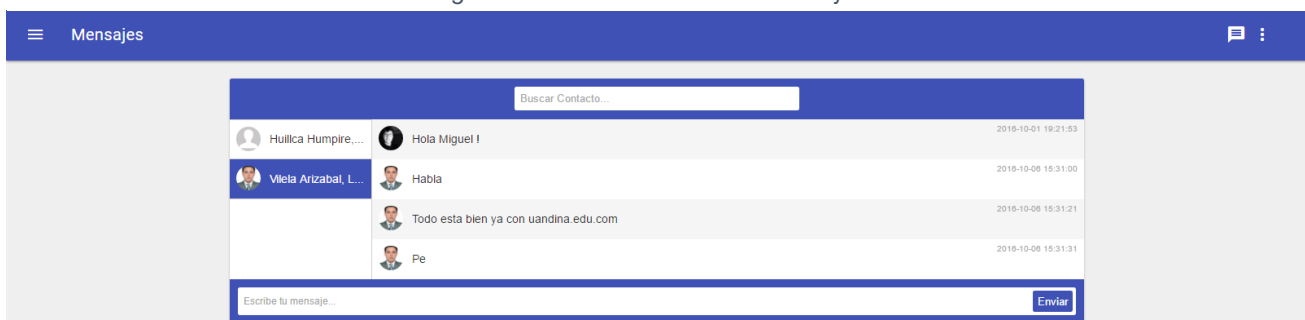 Mensajes
Buscar Contacto...
Huillca Humpire,...
Vilela Arizabal, L...
Hola Miguel !
2016-10-01 19:21:53
Habla
2016-10-06 15:31:00
Todo esta bien ya con uandina.edu.com
2016-10-06 15:31:21
Pe
2016-10-06 15:31:31
Escribe tu mensaje...
Enviar